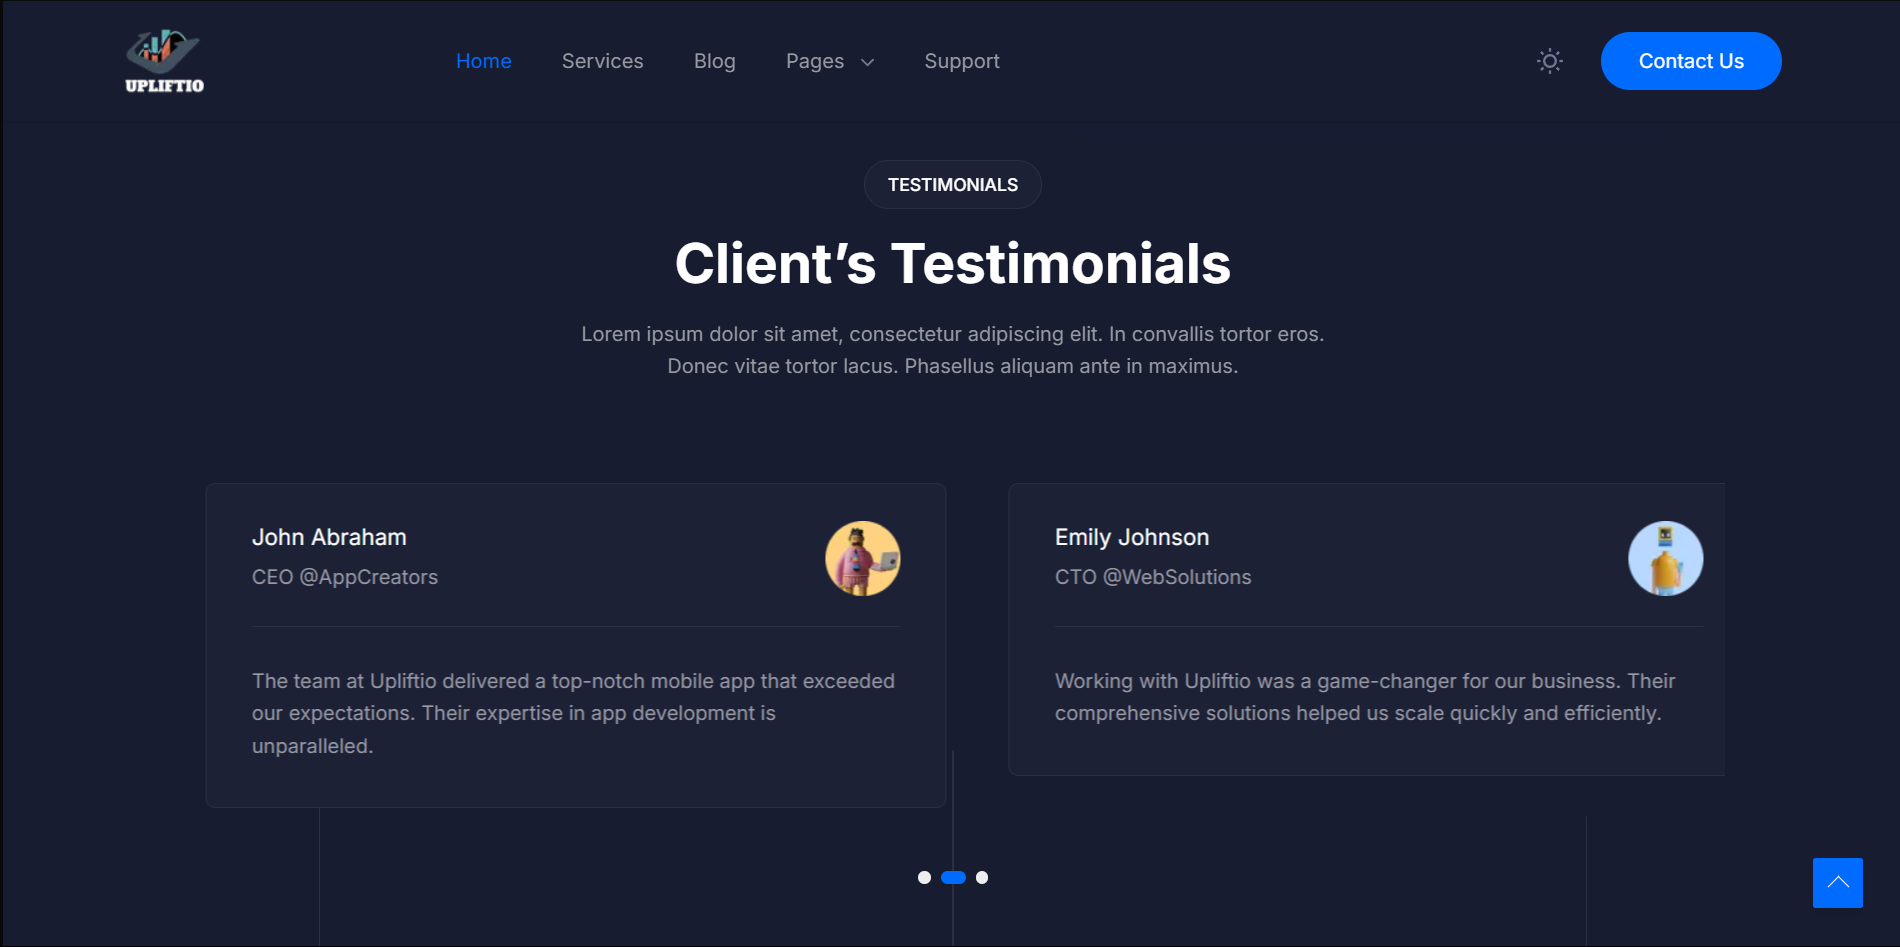 UPLIFTIO
Home
Services
Blog
Pages
Support
Contact Us
TESTIMONIALS
Client’s Testimonials
Lorem ipsum dolor sit amet, consectetur adipiscing elit. In convallis tortor eros.
Donec vitae tortor lacus. Phasellus aliquam ante in maximus.
John Abraham
CEO @AppCreators
The team at Upliftio delivered a top-notch mobile app that exceeded
our expectations. Their expertise in app development is
unparalleled.
Emily Johnson
CTO @WebSolutions
Working with Upliftio was a game-changer for our business. Their
comprehensive solutions helped us scale quickly and efficiently.